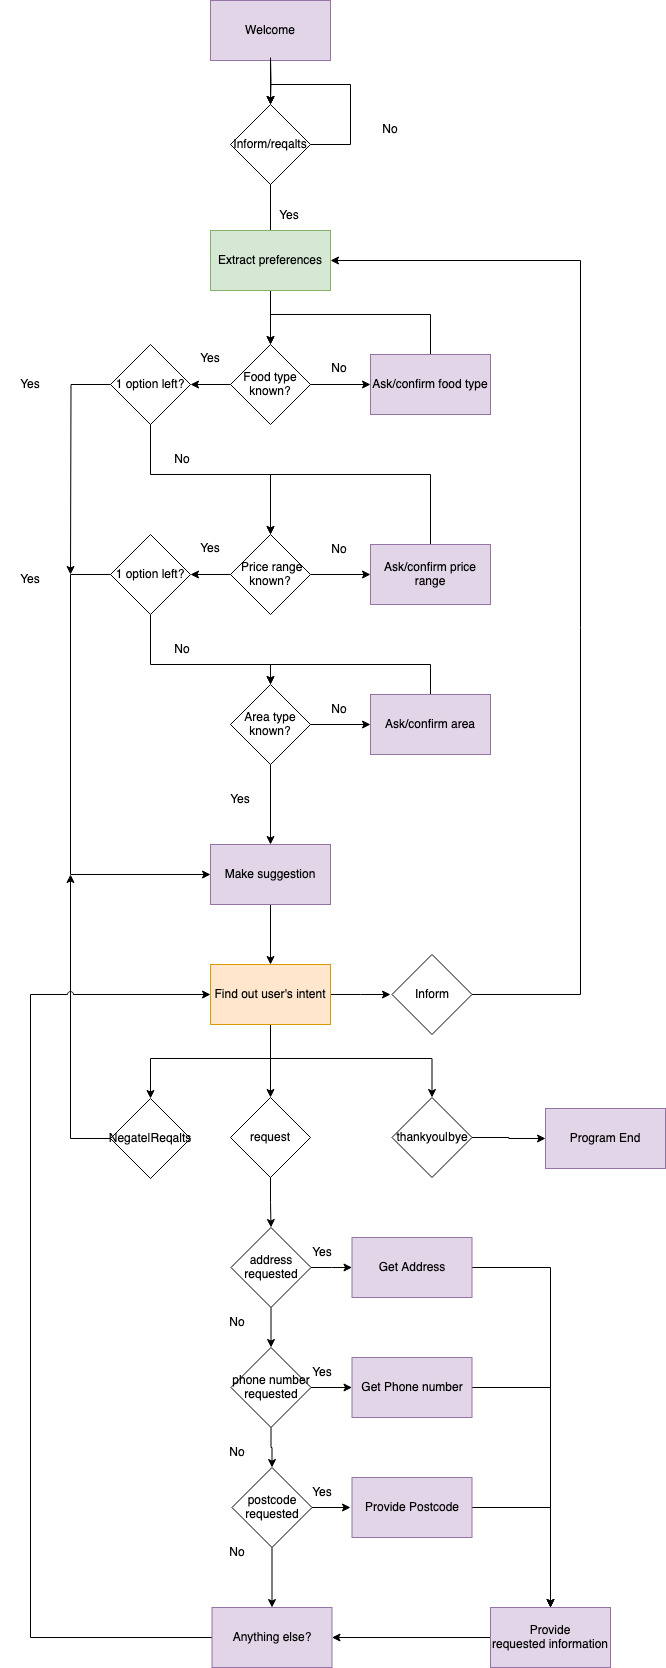 Welcome
Inform/reqalts
No
Yes
Extract preferences
Yes
1 option left?
Yes
Food type
known?
No
Ask/confirm food type
No
Yes
1 option left?
Yes
Price range
known?
No
Ask/confirm price
range
No
Area type
known?
No
Ask/confirm area
Yes
Make suggestion
Find out user's intent
Inform
NegatelReqalts
request
thankyoulbye
Program End
address
requested
Yes
Get Address
No
phone number
requested
Yes
Get Phone number
No
postcode
requested
Yes
Provide Postcode
No
Anything else?
Provide
requested information